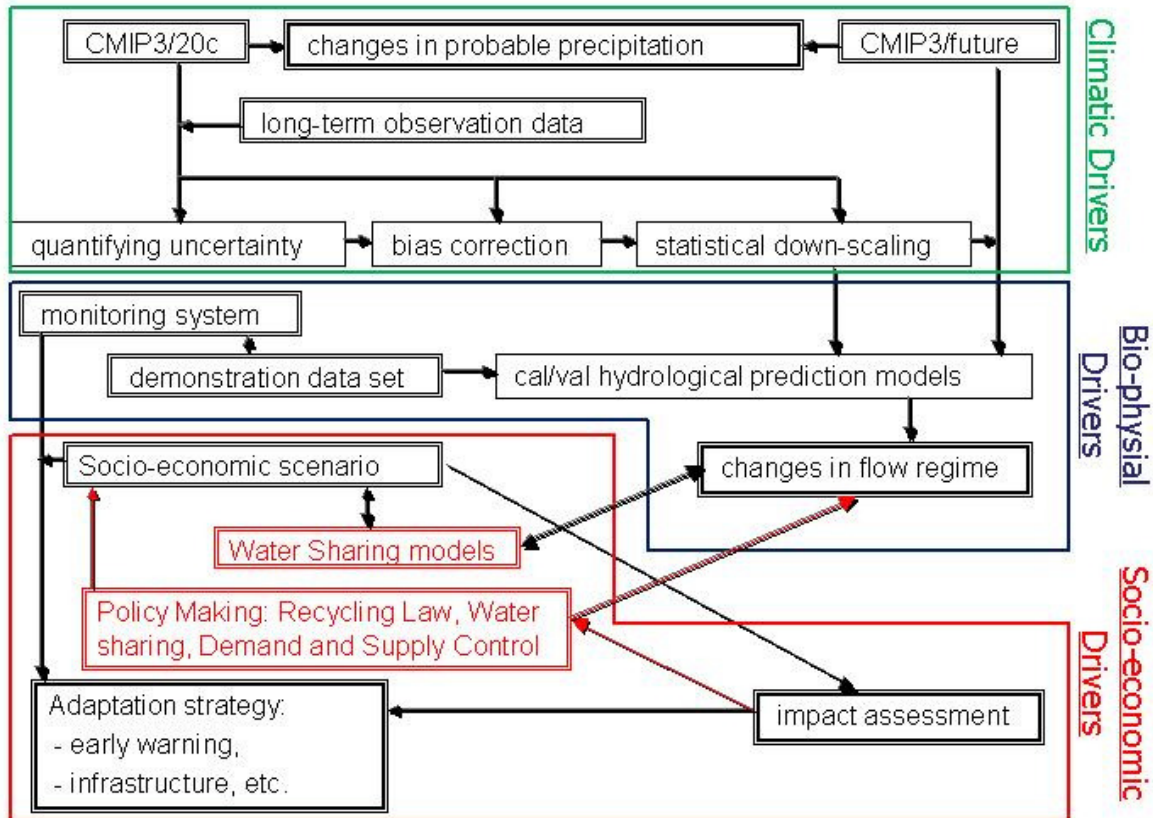 CMIP3/20c
changes in probable precipitation
CMIP3/future
long-term observation data
quantifying uncertainty
bias correction
statistical down-scaling
Climatic Drivers
monitoring system
demonstration data set
cal/val hydrological prediction models
changes in flow regime
Bio-physial
Drivers
Socio-economic scenario
Water Sharing models
Policy Making: Recycling Law, Water
sharing, Demand and Supply Control
Adaptation strategy:
- early warning,
- infrastructure, etc.
impact assessment
Socio-economic
Drivers